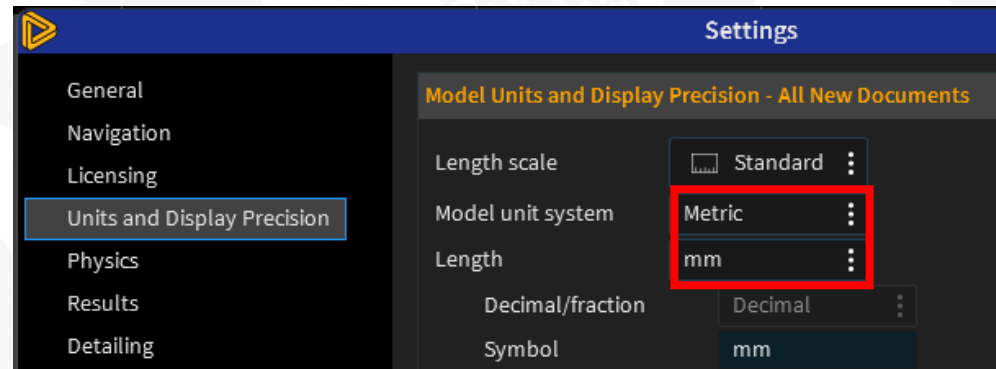 Settings
General
Navigation
Licensing
Units and Display Precision
Physics
Results
Detailing
Model Units and Display Precision - All New Documents
Length scale Standard
Model unit system Metric
Length mm
Decimal/fraction Decimal
Symbol mm